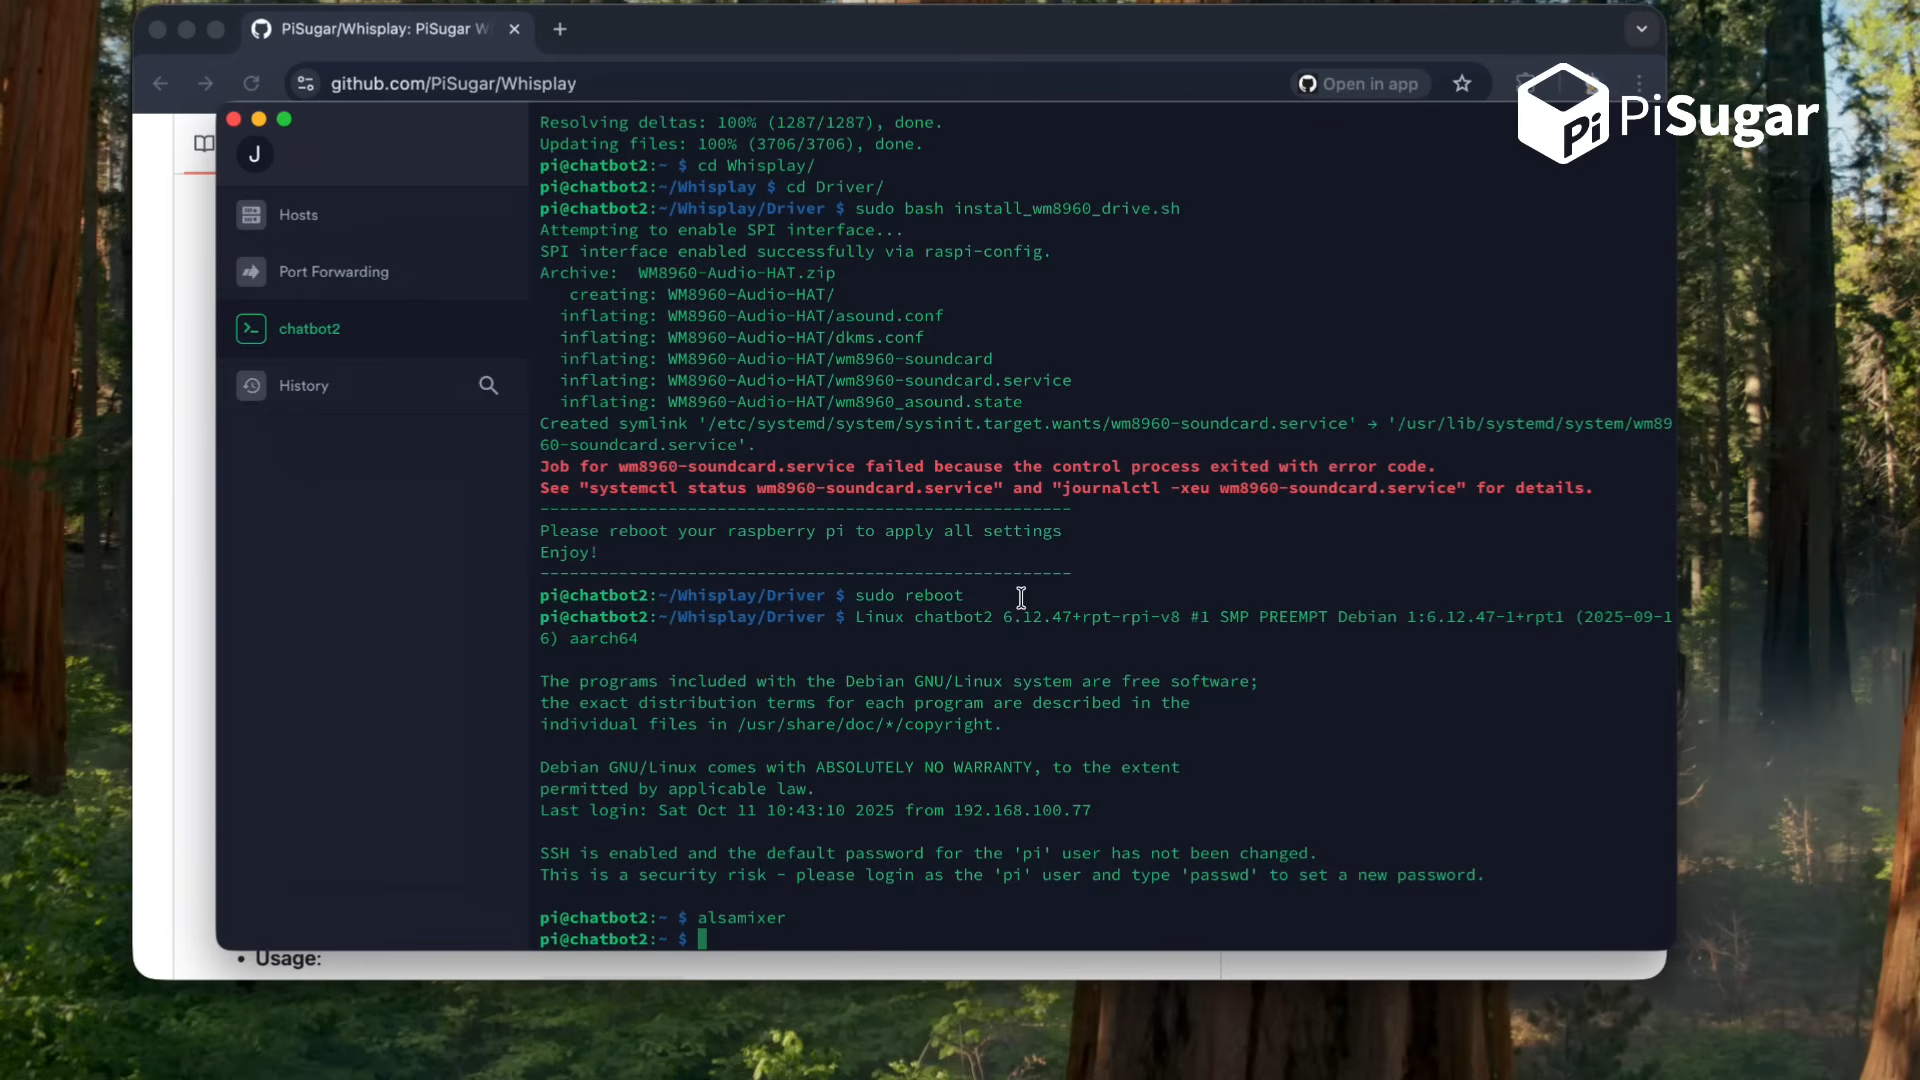 PiSugar/Whisplay: PiSugar W
github.com/PiSugar/Whisplay
Open in app
Pi PiSugar
J
Hosts
Port Forwarding
chatbot2
History
Resolving deltas: 100% (1287/1287), done.
Updating files: 100% (3706/3706), done.
pi@chatbot2:~ $ cd Whisplay/
pi@chatbot2:~/Whisplay $ cd Driver/
pi@chatbot2:~/Whisplay/Driver $ sudo bash install_wm8960_drive.sh
Attempting to enable SPI interface...
SPI interface enabled successfully via raspi-config.
Archive:  WM8960-Audio-HAT.zip
creating: WM8960-Audio-HAT/
inflating: WM8960-Audio-HAT/asound.conf
inflating: WM8960-Audio-HAT/dkms.conf
inflating: WM8960-Audio-HAT/wm8960-soundcard
inflating: WM8960-Audio-HAT/wm8960-soundcard.service
inflating: WM8960-Audio-HAT/wm8960_asound.state
Created symlink '/etc/systemd/system/sysinit.target.wants/wm8960-soundcard.service' → '/usr/lib/systemd/system/wm89
60-soundcard.service'.
Job for wm8960-soundcard.service failed because the control process exited with error code.
See "systemctl status wm8960-soundcard.service" and "journalctl -xeu wm8960-soundcard.service" for details.
------------------------------------------------------
Please reboot your raspberry pi to apply all settings
Enjoy!
------------------------------------------------------
pi@chatbot2:~/Whisplay/Driver $ sudo reboot
pi@chatbot2:~/Whisplay/Driver $ Linux chatbot2 6.12.47+rpt-rpi-v8 #1 SMP PREEMPT Debian 1:6.12.47-1+rpt1 (2025-09-1
6) aarch64
The programs included with the Debian GNU/Linux system are free software;
the exact distribution terms for each program are described in the
individual files in /usr/share/doc/*/copyright.
Debian GNU/Linux comes with ABSOLUTELY NO WARRANTY, to the extent
permitted by applicable law.
Last login: Sat Oct 11 10:43:10 2025 from 192.168.100.77
SSH is enabled and the default password for the 'pi' user has not been changed.
This is a security risk - please login as the 'pi' user and type 'passwd' to set a new password.
pi@chatbot2:~ $ alsamixer
pi@chatbot2:~ $
• Usage: